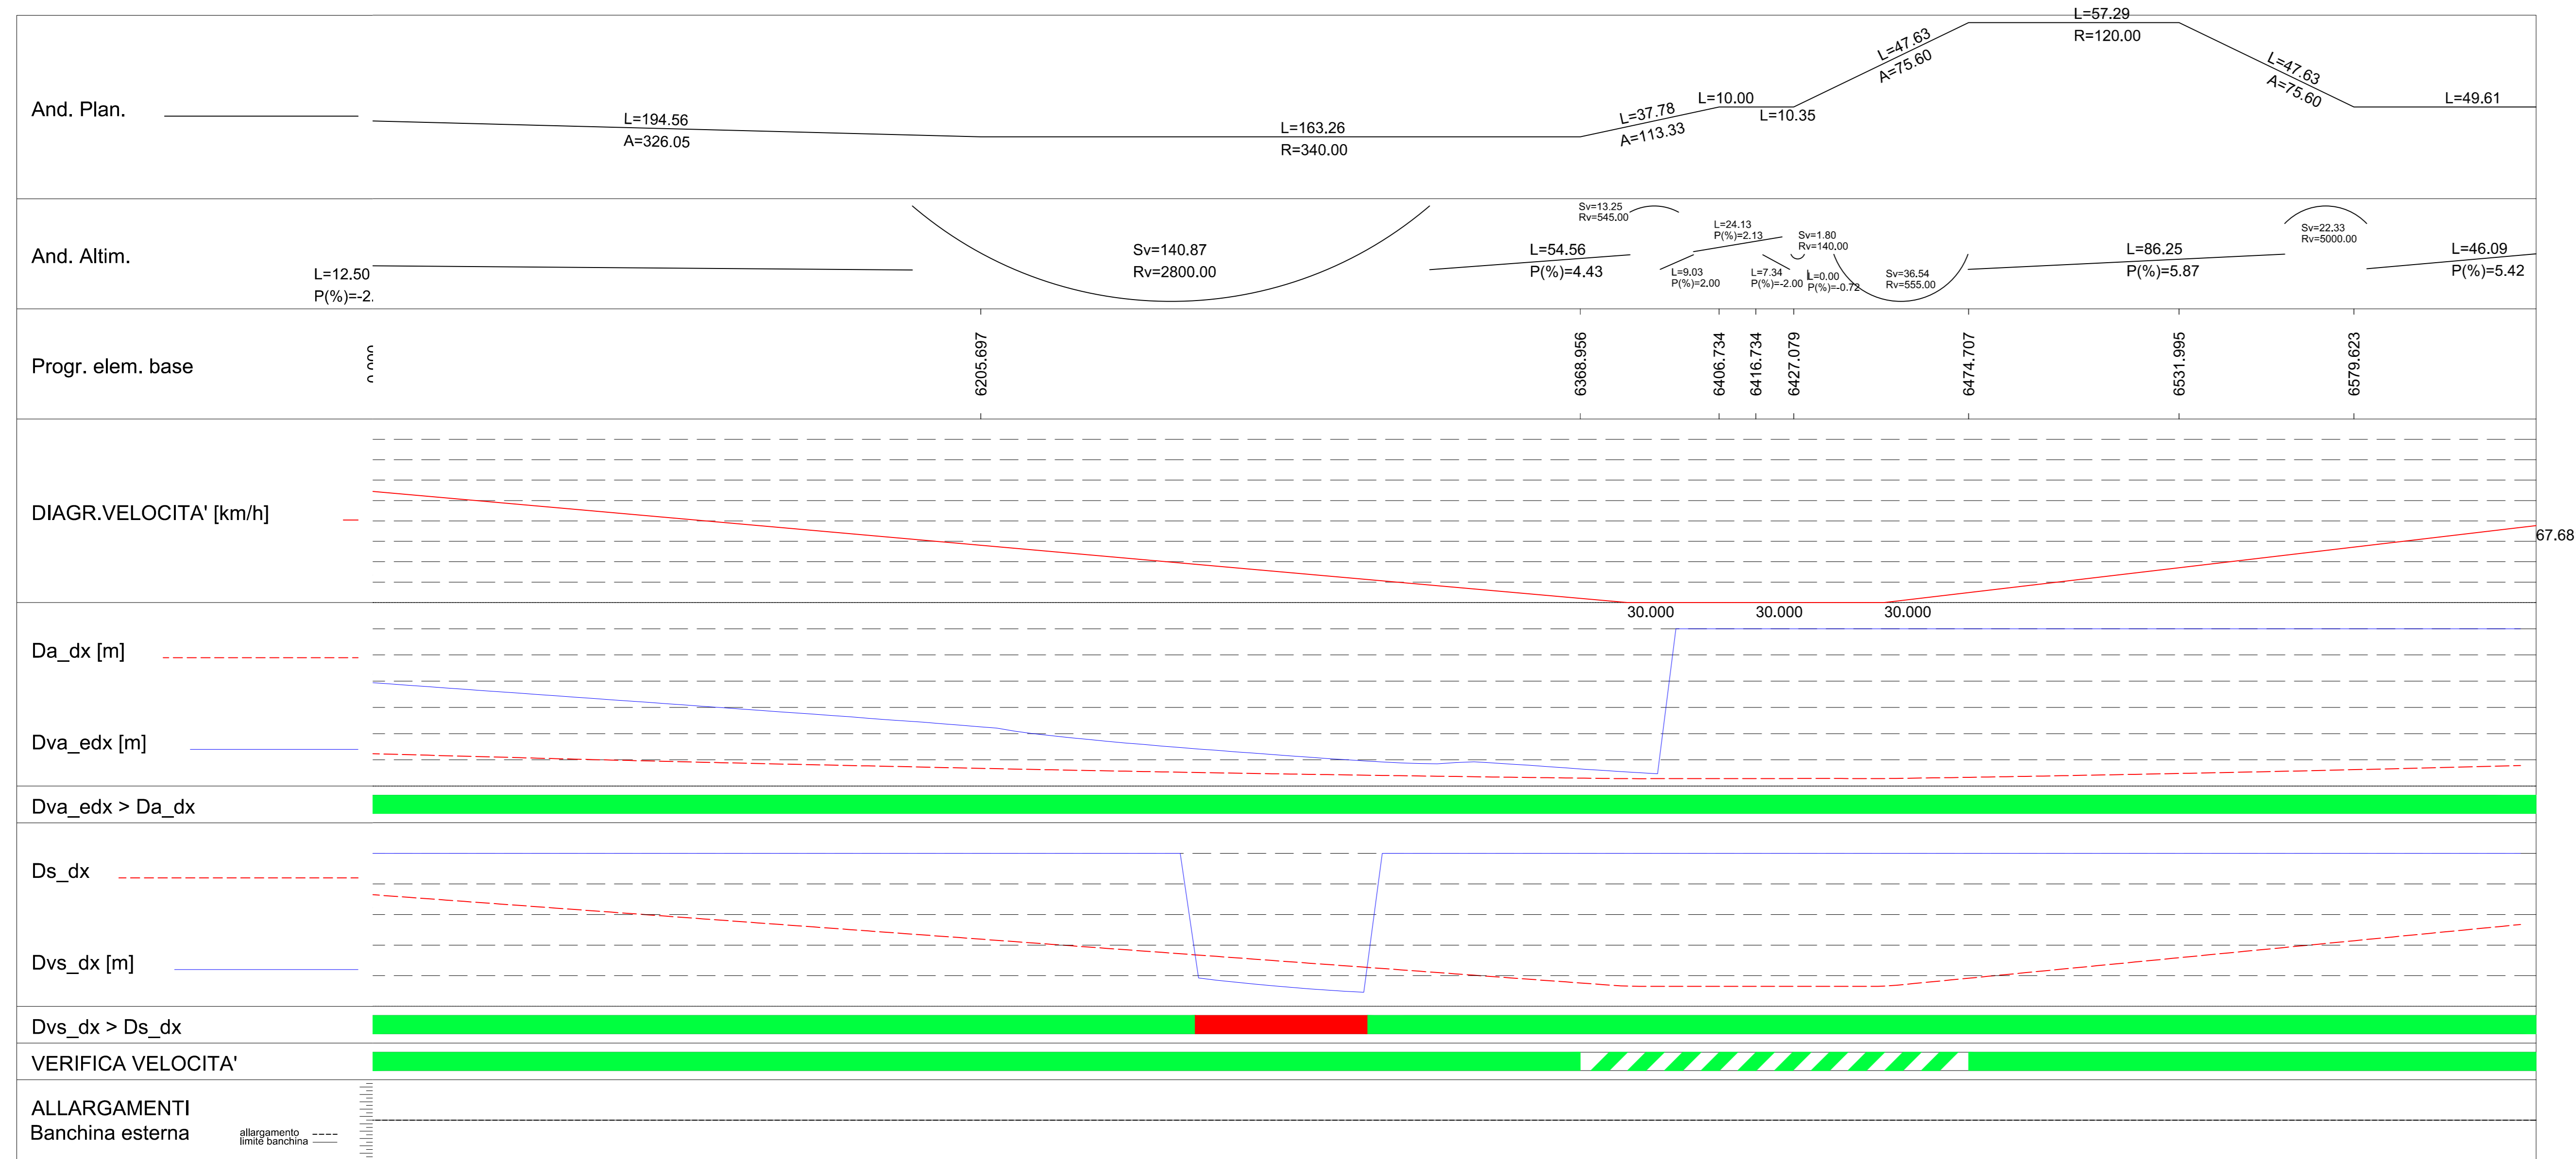 L=57.29
R=120.00
L=47.63
A=75.60
L=47.63
A=75.60
And. Plan.
L=194.56
A=326.05
L=163.26
R=340.00
L=37.78
A=113.33
L=10.00
L=10.35
L=49.61
And. Altim.
L=12.50
P(%)=-2.
Sv=140.87
Rv=2800.00
L=54.56
P(%)=4.43
Sv=13.25
Rv=545.00
L=9.03
P(%)=2.00
L=24.13
P(%)=2.13
L=7.34
P(%)=-2.00
Sv=1.80
Rv=140.00
L=0.00
P(%)=-0.72
Sv=36.54
Rv=555.00
L=86.25
P(%)=5.87
Sv=22.33
Rv=5000.00
L=46.09
P(%)=5.42
Progr. elem. base
6205.697
6368.956
6406.734
6416.734
6427.079
6474.707
6531.995
6579.623
DIAGR.VELOCITA' [km/h]
67.68
30.000
30.000
30.000
Da_dx [m]
Dva_edx [m]
Dva_edx > Da_dx
Ds_dx
Dvs_dx [m]
Dvs_dx > Ds_dx
VERIFICA VELOCITA'
ALLARGAMENTI
Banchina esterna
allargamento
limite banchina